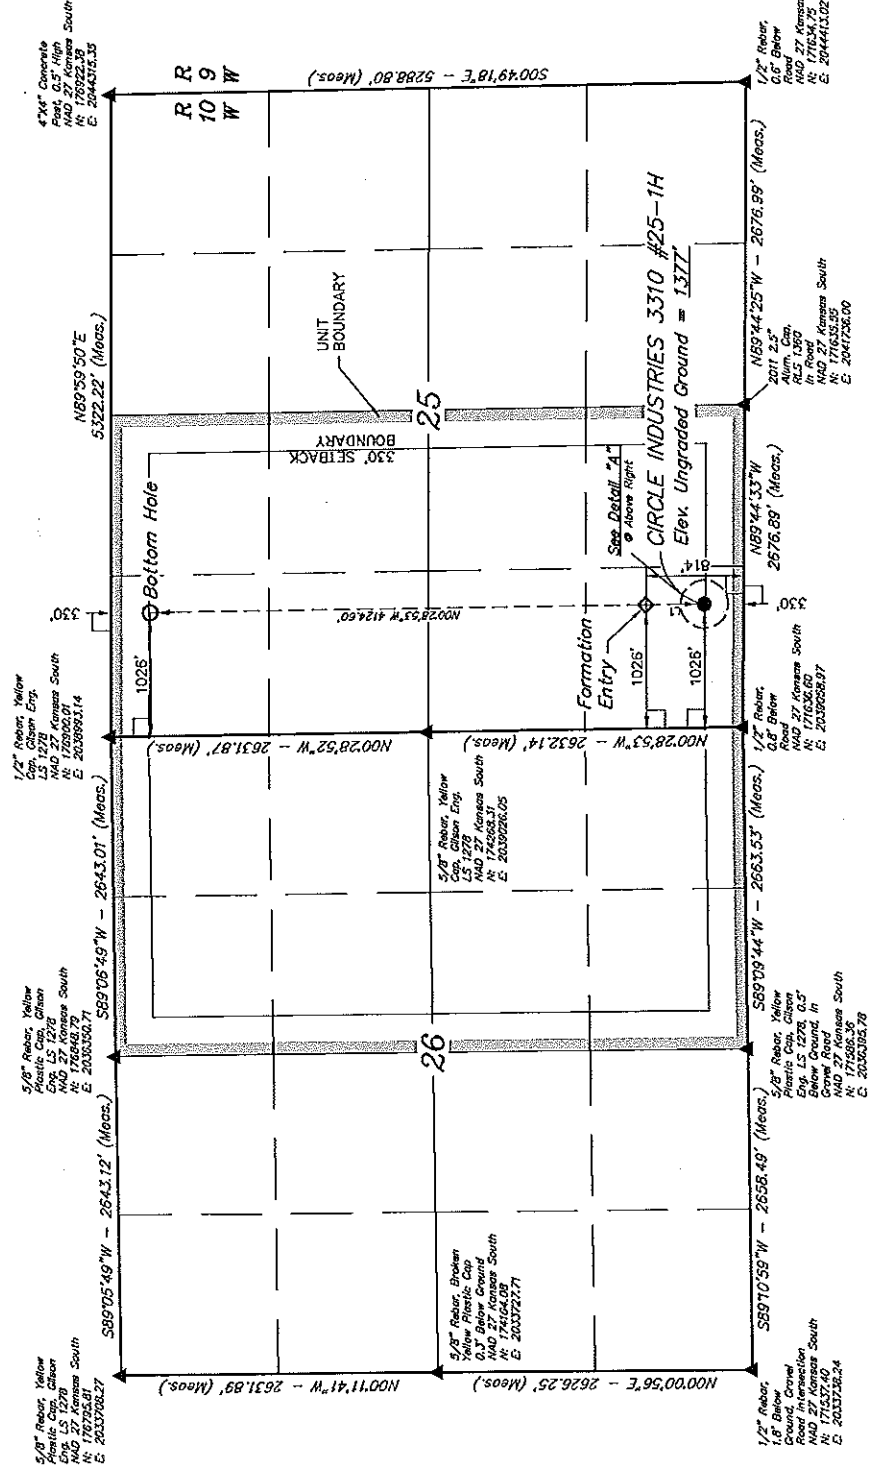 5/8" Rebar, Yellow
Plastic Cap, Gilson
Eng. LS 1278
NAD 27 Kansas South
N: 176795.81
E: 2033708.27
S89°05'49"W - 2643.12' (Meas.)
5/8" Rebar, Yellow
Plastic Cap, Gilson
Eng. LS 1278
NAD 27 Kansas South
N: 176848.79
E: 2036350.71
S89°06'49"W - 2643.01' (Meas.)
1/2" Rebar, Yellow
Cap, Gilson Eng.
LS 1278
NAD 27 Kansas South
N: 176900.01
E: 2038993.14
330'
N89°59'50"E
5322.22' (Meas.)
4"X4" Concrete
Post, 0.5' High
NAD 27 Kansas South
N: 176922.38
E: 2044315.35
R R
10 9
W W
N00°11'41"W - 2631.89' (Meas.)
N00°28'52"W - 2631.87' (Meas.)
1026'
Bottom Hole
330' SETBACK
BOUNDARY
UNIT
BOUNDARY
S00°49'18"E - 5288.80' (Meas.)
26
25
N00°28'53"W 4124.60'
5/8" Rebar, Broken
Yellow Plastic Cap
0.3' Below Ground
NAD 27 Kansas South
N: 174164.08
E: 2033727.71
5/8" Rebar, Yellow
Cap, Gilson Eng.
LS 1278
NAD 27 Kansas South
N: 174268.31
E: 2039026.05
N00°00'56"E - 2626.25' (Meas.)
N00°28'53"W - 2632.14' (Meas.)
Formation
Entry
1026'
1026'
L1
See Detail "A"
@ Above Right
CIRCLE INDUSTRIES 3310 #25-1H
Elev. Ungraded Ground = 1377'
814'
330'
1/2" Rebar,
1.8' Below
Ground, Gravel
Road Intersection
NAD 27 Kansas South
N: 171537.40
E: 2033738.24
S89°10'59"W - 2658.49' (Meas.)
5/8" Rebar, Yellow
Plastic Cap, Gilson
Eng. LS 1278, 0.5'
Below Ground, In
Gravel Road
NAD 27 Kansas South
N: 171586.36
E: 2036395.78
S89°09'44"W - 2663.53' (Meas.)
1/2" Rebar,
0.8' Below
Road
NAD 27 Kansas South
N: 171636.60
E: 2039058.97
N89°44'33"W
2676.89' (Meas.)
2011 2.5"
Alum. Cap,
RLS 1360
In Road
NAD 27 Kansas South
N: 171635.95
E: 2041736.00
N89°44'25"W - 2676.99' (Meas.)
1/2" Rebar,
0.6' Below
Road
NAD 27 Kansas
N: 171634.75
E: 2044413.02